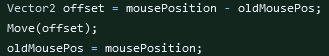 Vector2 offset = mousePosition - oldMousePos;
Move(offset);
oldMousePos = mousePosition;